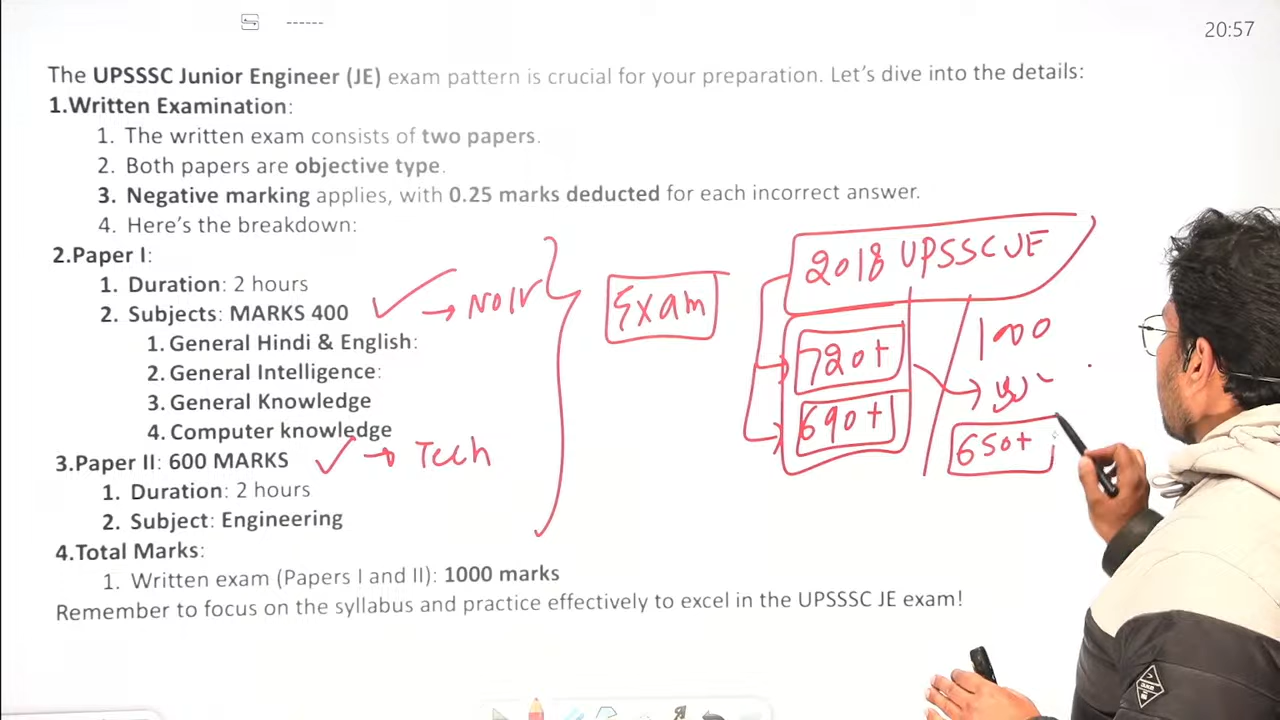 20:57
The UPSSSC Junior Engineer (JE) exam pattern is crucial for your preparation. Let's dive into the details:
1.Written Examination:
1. The written exam consists of two papers.
2. Both papers are objective type.
3. Negative marking applies, with 0.25 marks deducted for each incorrect answer.
4. Here's the breakdown:
2.Paper I:
1. Duration: 2 hours
2. Subjects: MARKS 400
1. General Hindi & English:
2. General Intelligence:
3. General Knowledge
4. Computer knowledge
3.Paper II: 600 MARKS
1. Duration: 2 hours
2. Subject: Engineering
4.Total Marks:
1. Written exam (Papers I and II): 1000 marks
Remember to focus on the syllabus and practice effectively to excel in the UPSSSC JE exam!
Tech
Exam
2018 UPSSSC JE
720+
690+
100
650+